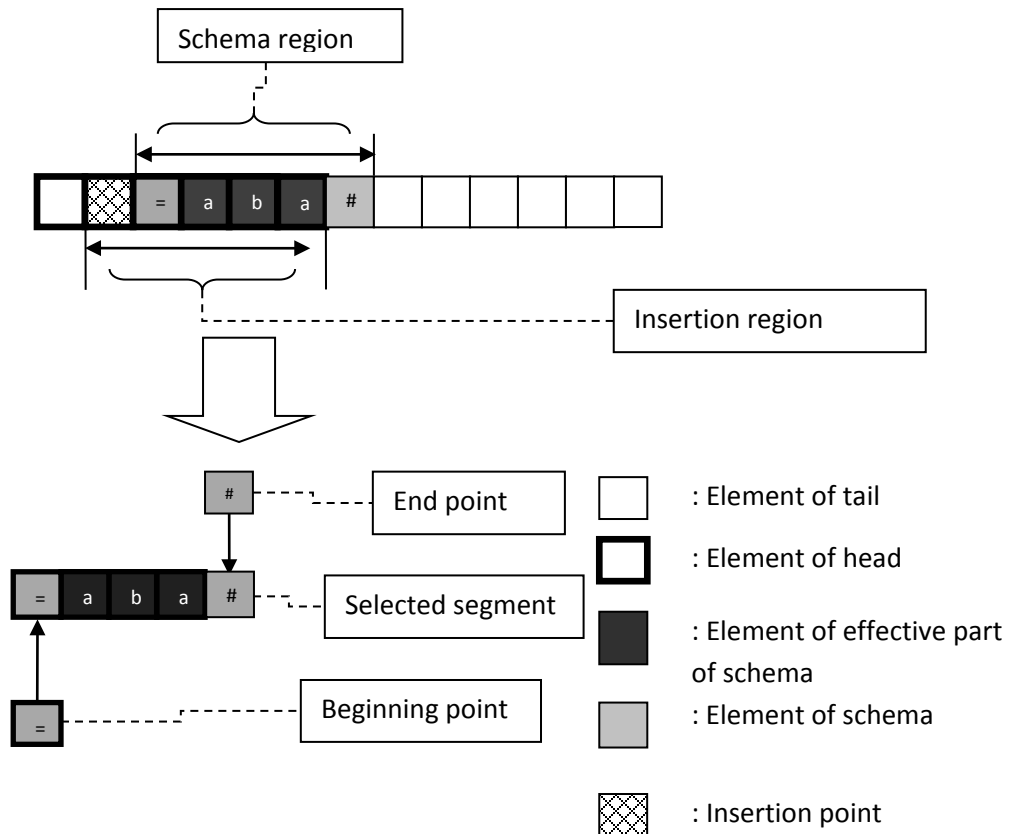 Schema region
= a b a #
Insertion region
#
End point
: Element of tail
: Element of head
= a b a #
Selected segment
: Element of effective part
of schema
=
Beginning point
: Element of schema
: Insertion point